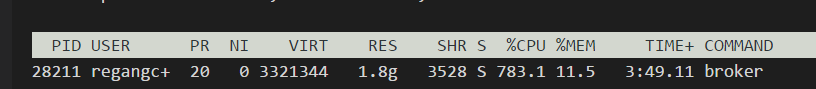 PID USER PR NI VIRT RES SHR S %CPU %MEM TIME+ COMMAND
28211 regangc+ 20 0 3321344 1.8g 3528 S 783.1 11.5 3:49.11 broker